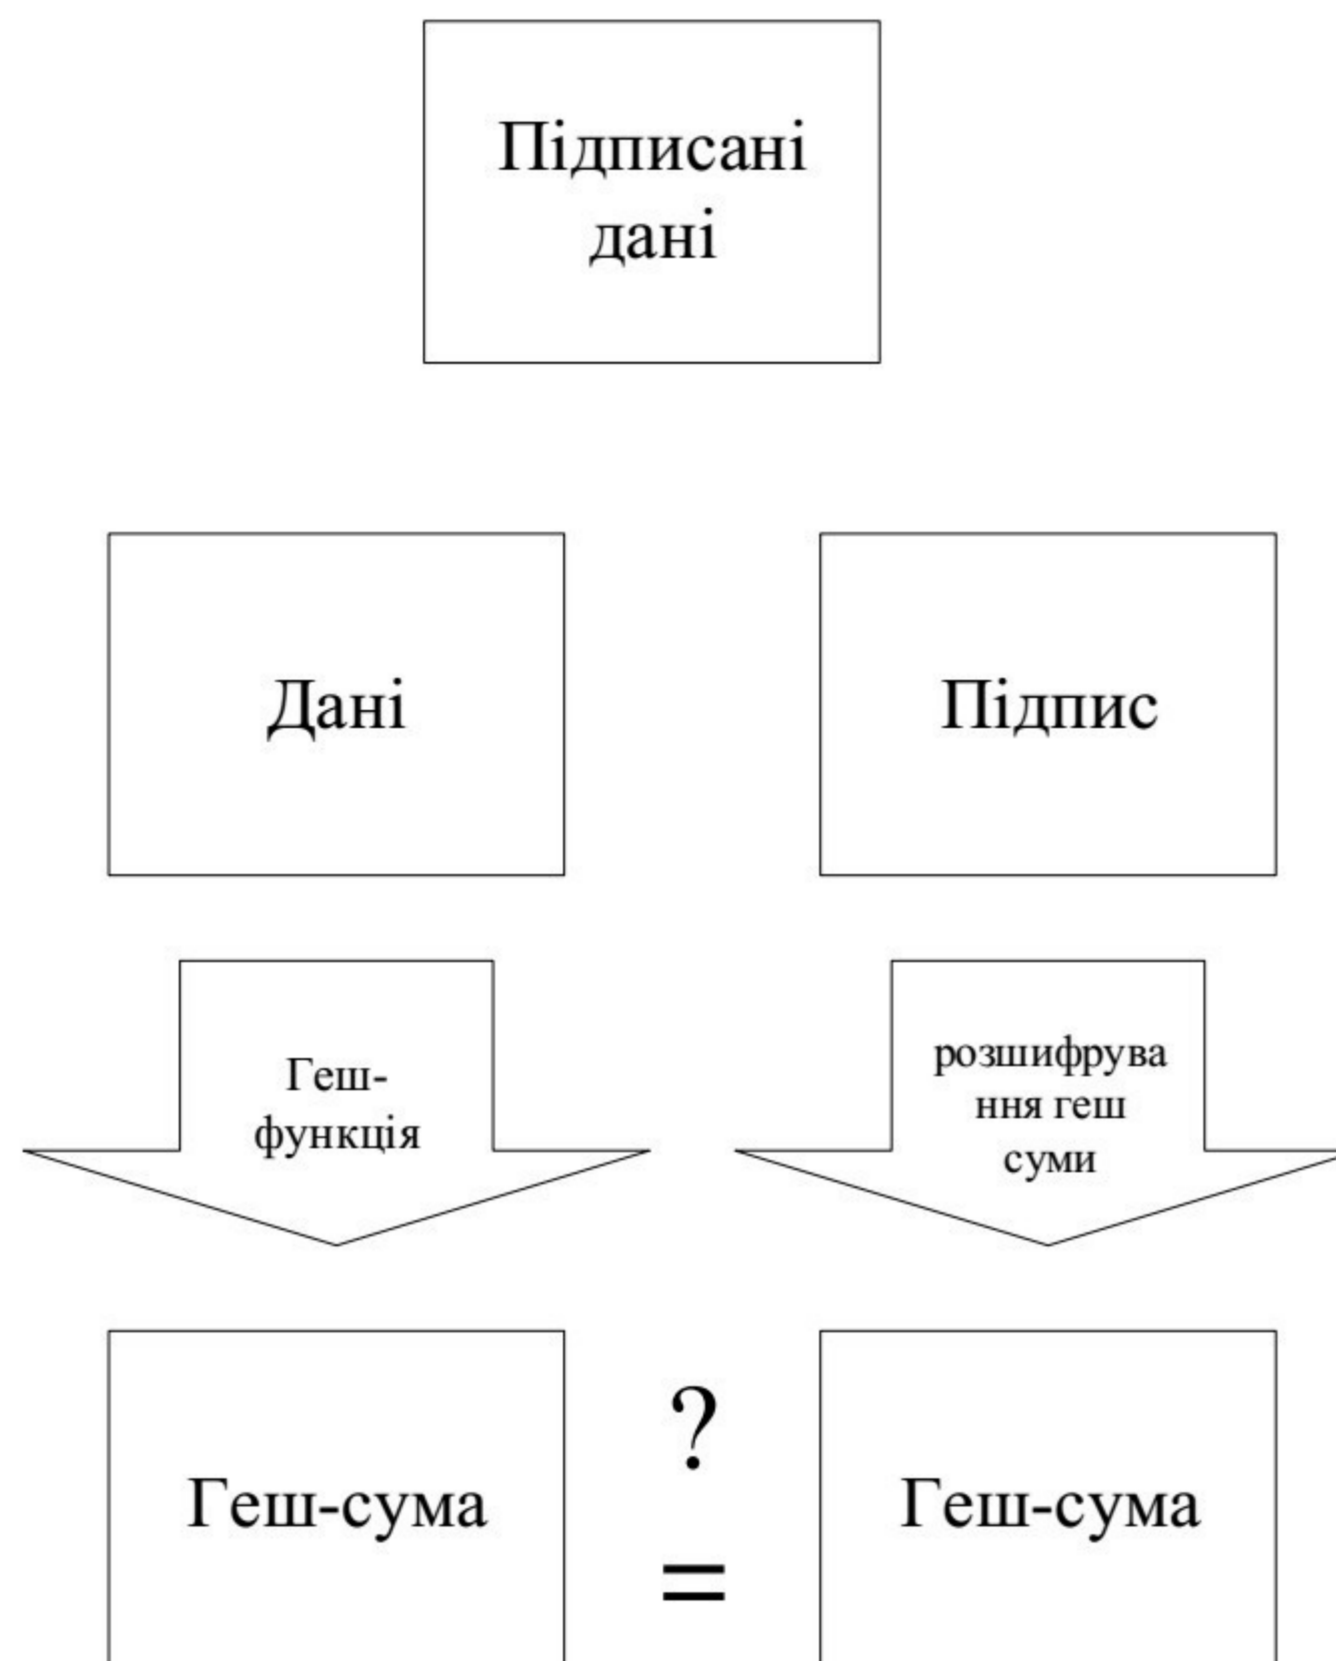 Підписані
дані
Дані
Підпис
Геш-
функція
розшифрува
ння геш
суми
Геш-сума
?
=
Геш-сума